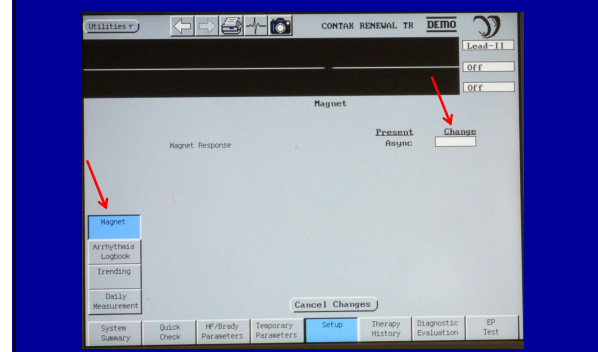 Utilities
CONTAK RENEWAL TR DEMO
Lead-II
Off
Off
Magnet
Present Change
Magnet Response Async
Magnet
Arrhythmia
Logbook
Trending
Daily
Measurement
Cancel Changes
System
Summary
Quick
Check
HF/Brady
Parameters
Temporary
Parameters
Setup
Therapy
History
Diagnostic
Evaluation
EP
Test